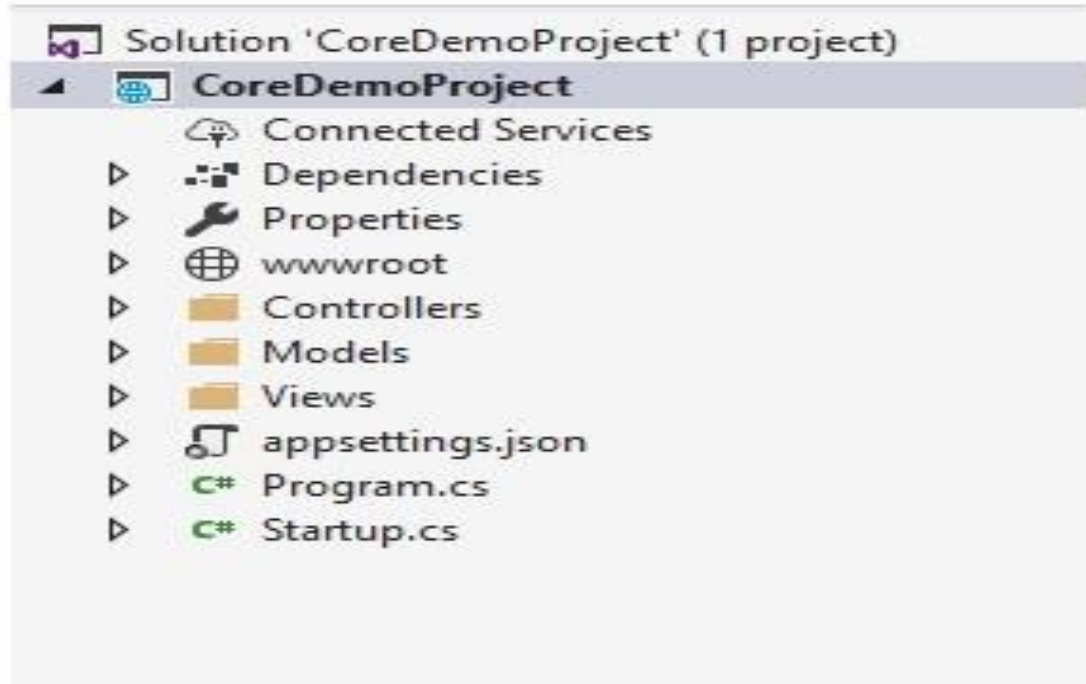 Solution 'CoreDemoProject' (1 project)
CoreDemoProject
Connected Services
Dependencies
Properties
wwwroot
Controllers
Models
Views
appsettings.json
C# Program.cs
C# Startup.cs